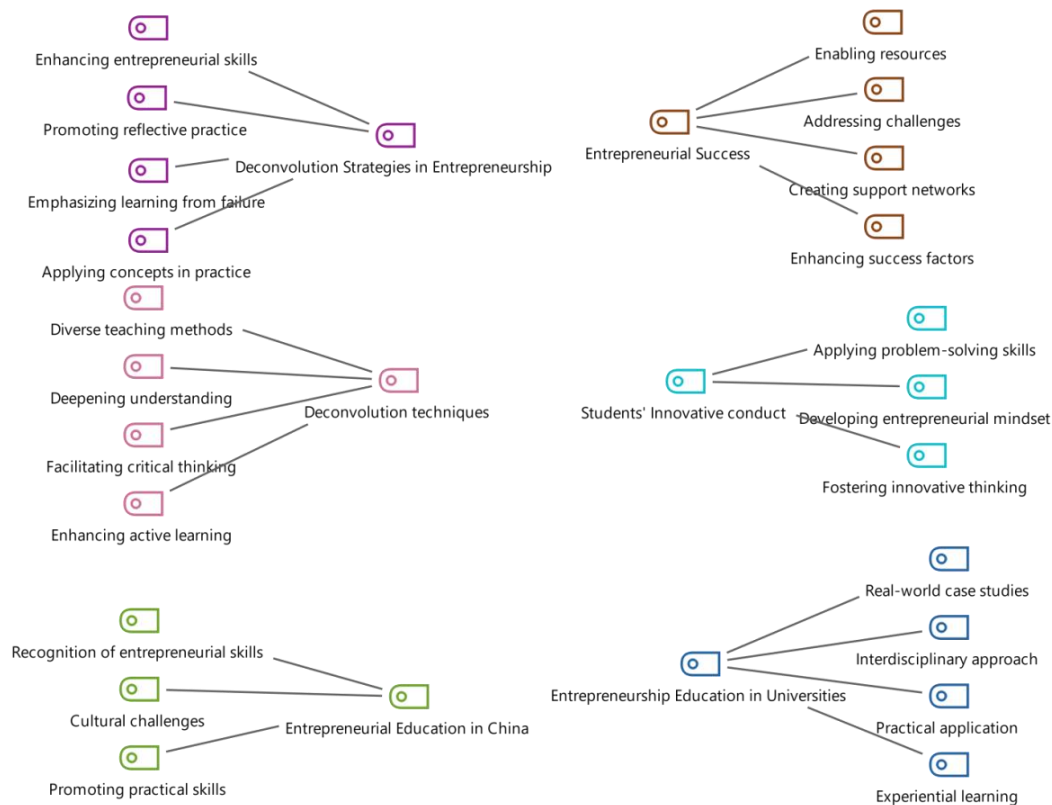 Enhancing entrepreneurial skills
Promoting reflective practice
Deconvolution Strategies in Entrepreneurship
Emphasizing learning from failure
Applying concepts in practice
Enabling resources
Addressing challenges
Entrepreneurial Success
Creating support networks
Enhancing success factors
Diverse teaching methods
Deepening understanding
Deconvolution techniques
Facilitating critical thinking
Enhancing active learning
Applying problem-solving skills
Students' Innovative conduct
Developing entrepreneurial mindset
Fostering innovative thinking
Recognition of entrepreneurial skills
Cultural challenges
Entrepreneurial Education in China
Promoting practical skills
Real-world case studies
Interdisciplinary approach
Entrepreneurship Education in Universities
Practical application
Experiential learning